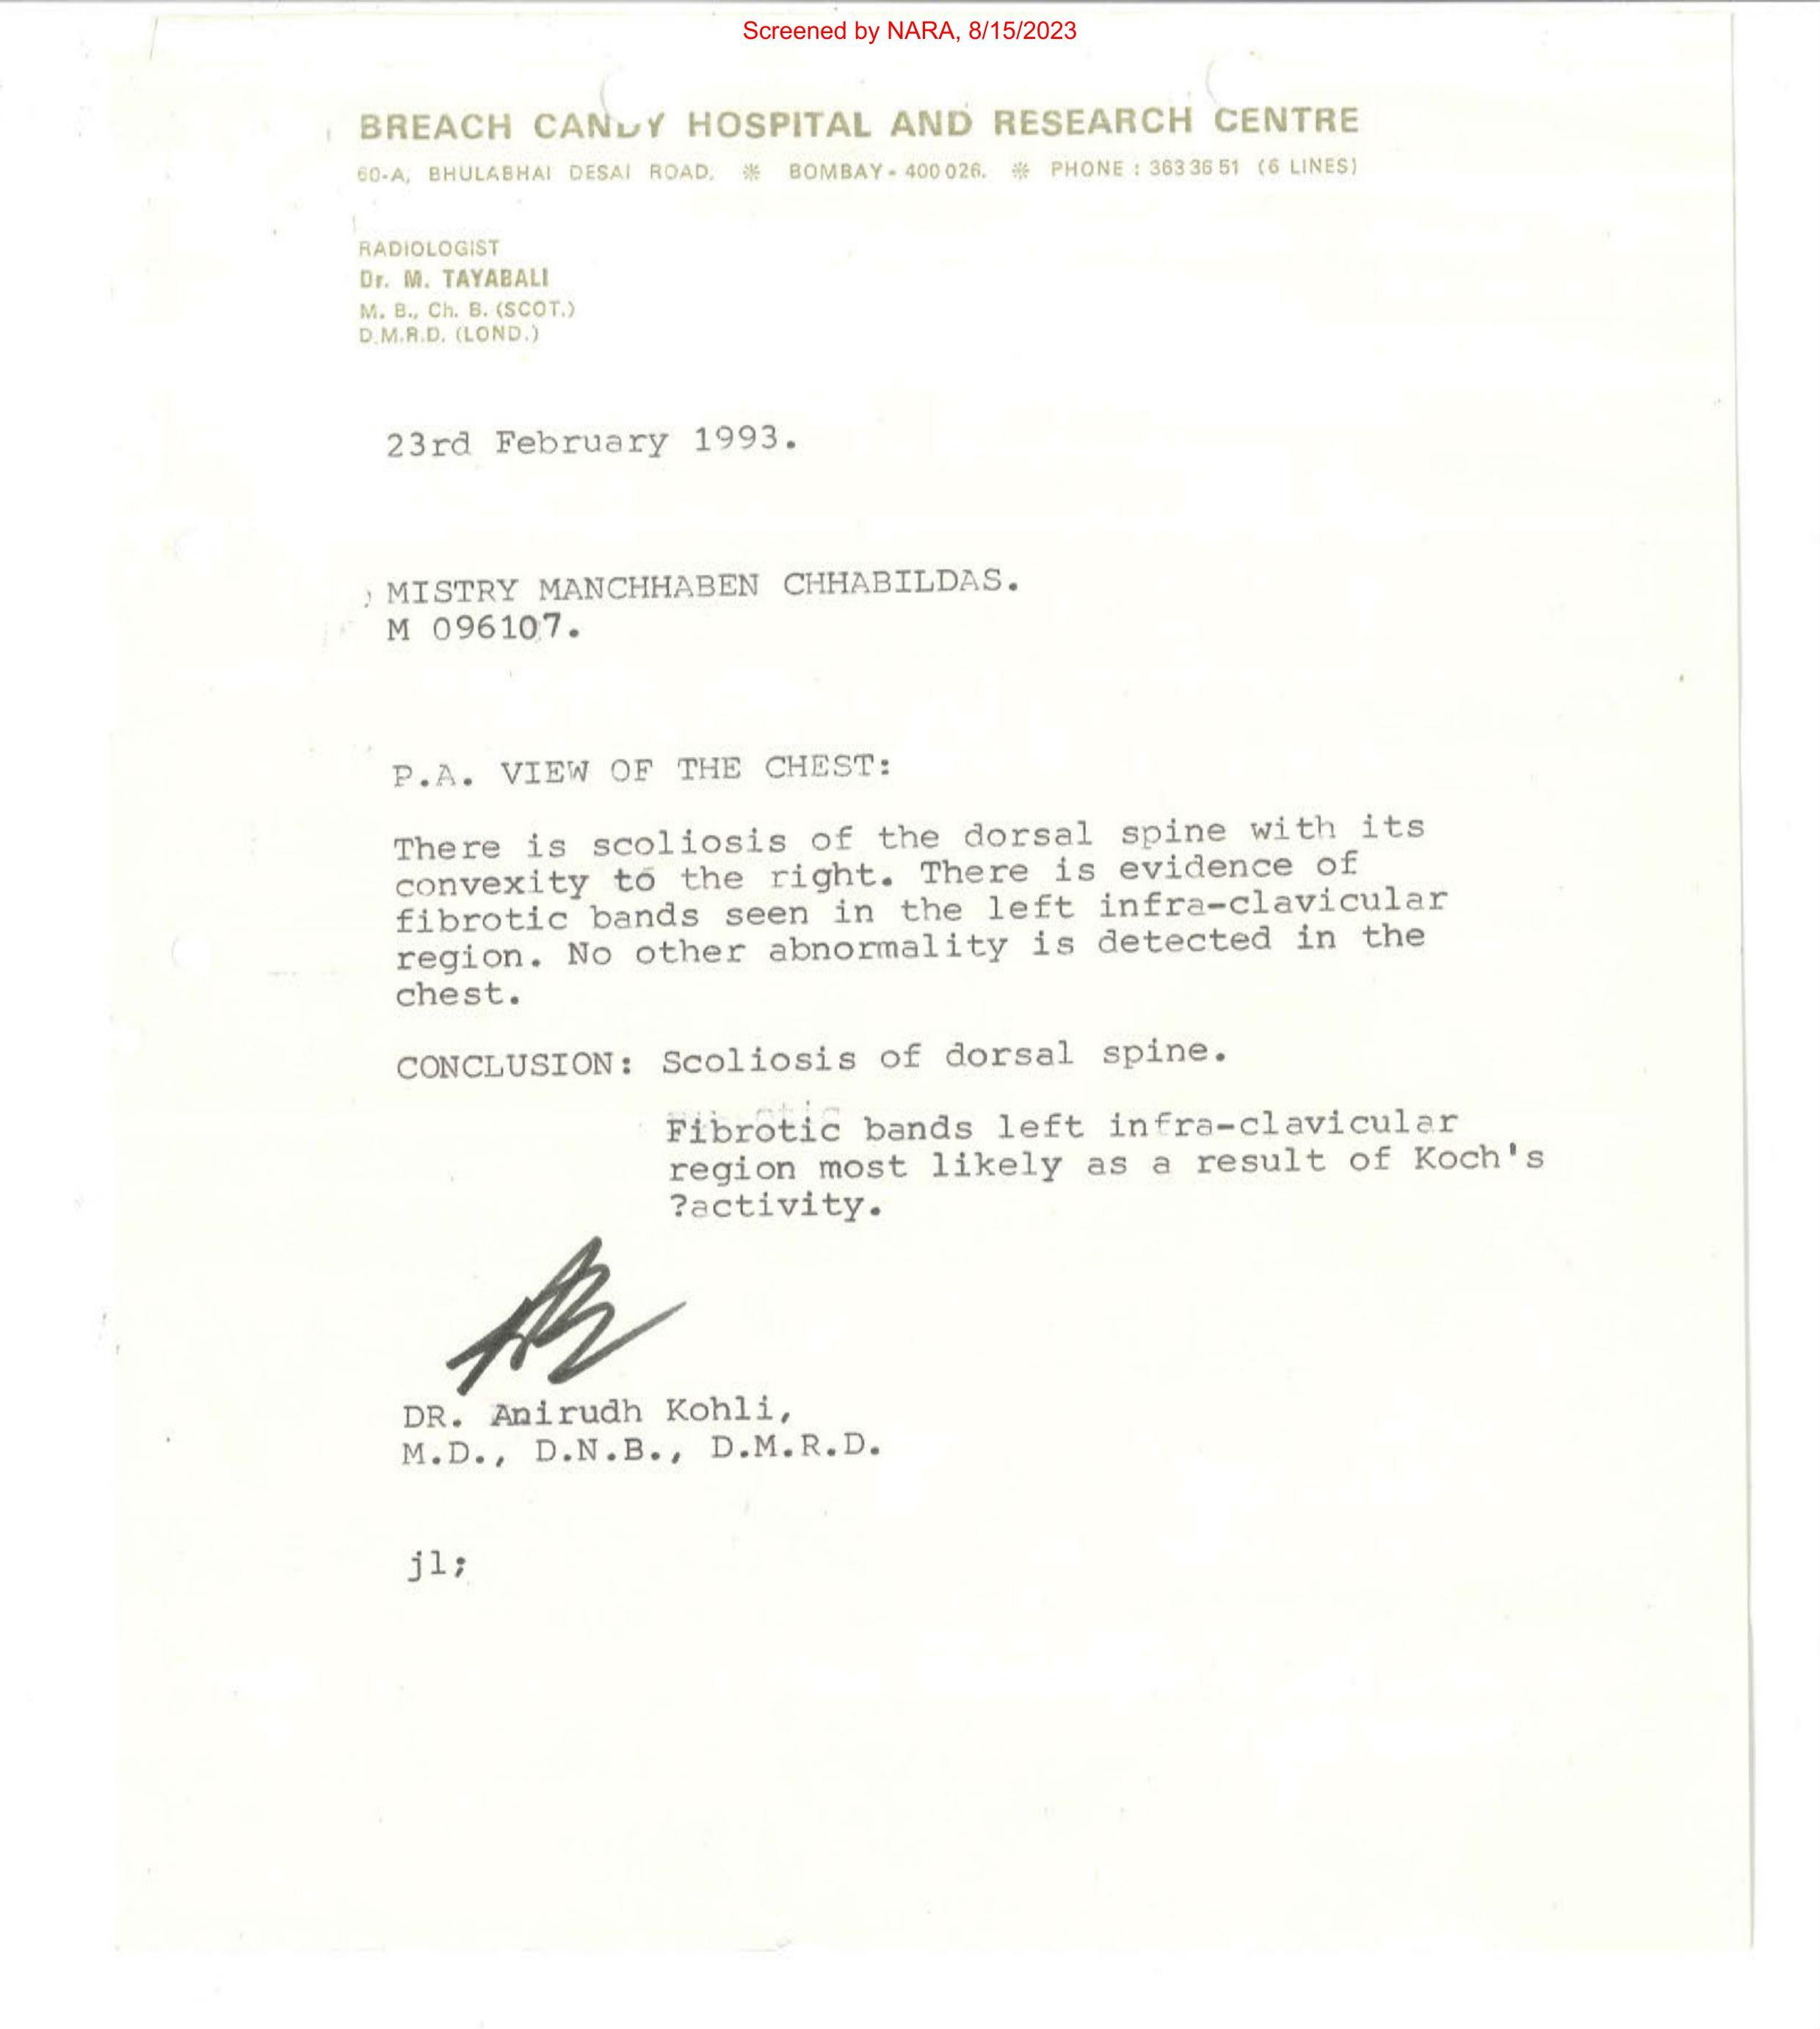 Screened by NARA, 8/15/2023
BREACH CANDY HOSPITAL AND RESEARCH CENTRE
60-A, BHULABHAI DESAI ROAD. ❊ BOMBAY - 400 026. ❊ PHONE : 363 36 51 (6 LINES)
RADIOLOGIST
Dr. M. TAYABALI
M. B., Ch. B. (SCOT.)
D.M.R.D. (LOND.)
23rd February 1993.
MISTRY MANCHHABEN CHHABILDAS.
M 096107.
P.A. VIEW OF THE CHEST:
There is scoliosis of the dorsal spine with its
convexity to the right. There is evidence of
fibrotic bands seen in the left infra-clavicular
region. No other abnormality is detected in the
chest.
CONCLUSION: Scoliosis of dorsal spine.
Fibrotic bands left infra-clavicular
region most likely as a result of Koch's
?activity.
DR. Anirudh Kohli,
M.D., D.N.B., D.M.R.D.
jl;